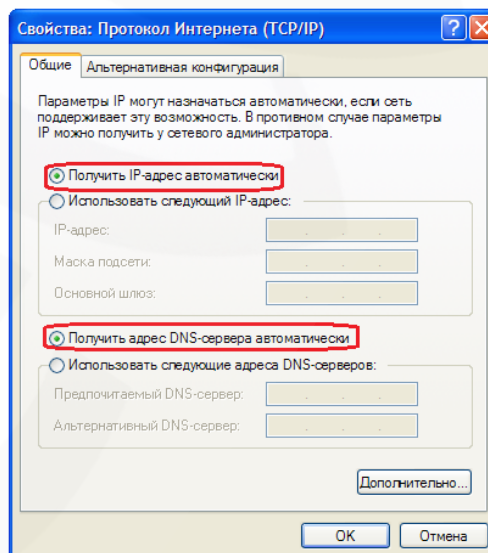 Свойства: Протокол Интернета (TCP/IP)
Общие
Альтернативная конфигурация
Параметры IP могут назначаться автоматически, если сеть
поддерживает эту возможность. В противном случае параметры
IP можно получить у сетевого администратора.
Получить IP-адрес автоматически
Использовать следующий IP-адрес:
IP-адрес:
Маска подсети:
Основной шлюз:
Получить адрес DNS-сервера автоматически
Использовать следующие адреса DNS-серверов:
Предпочитаемый DNS-сервер:
Альтернативный DNS-сервер:
Дополнительно...
OK
Отмена